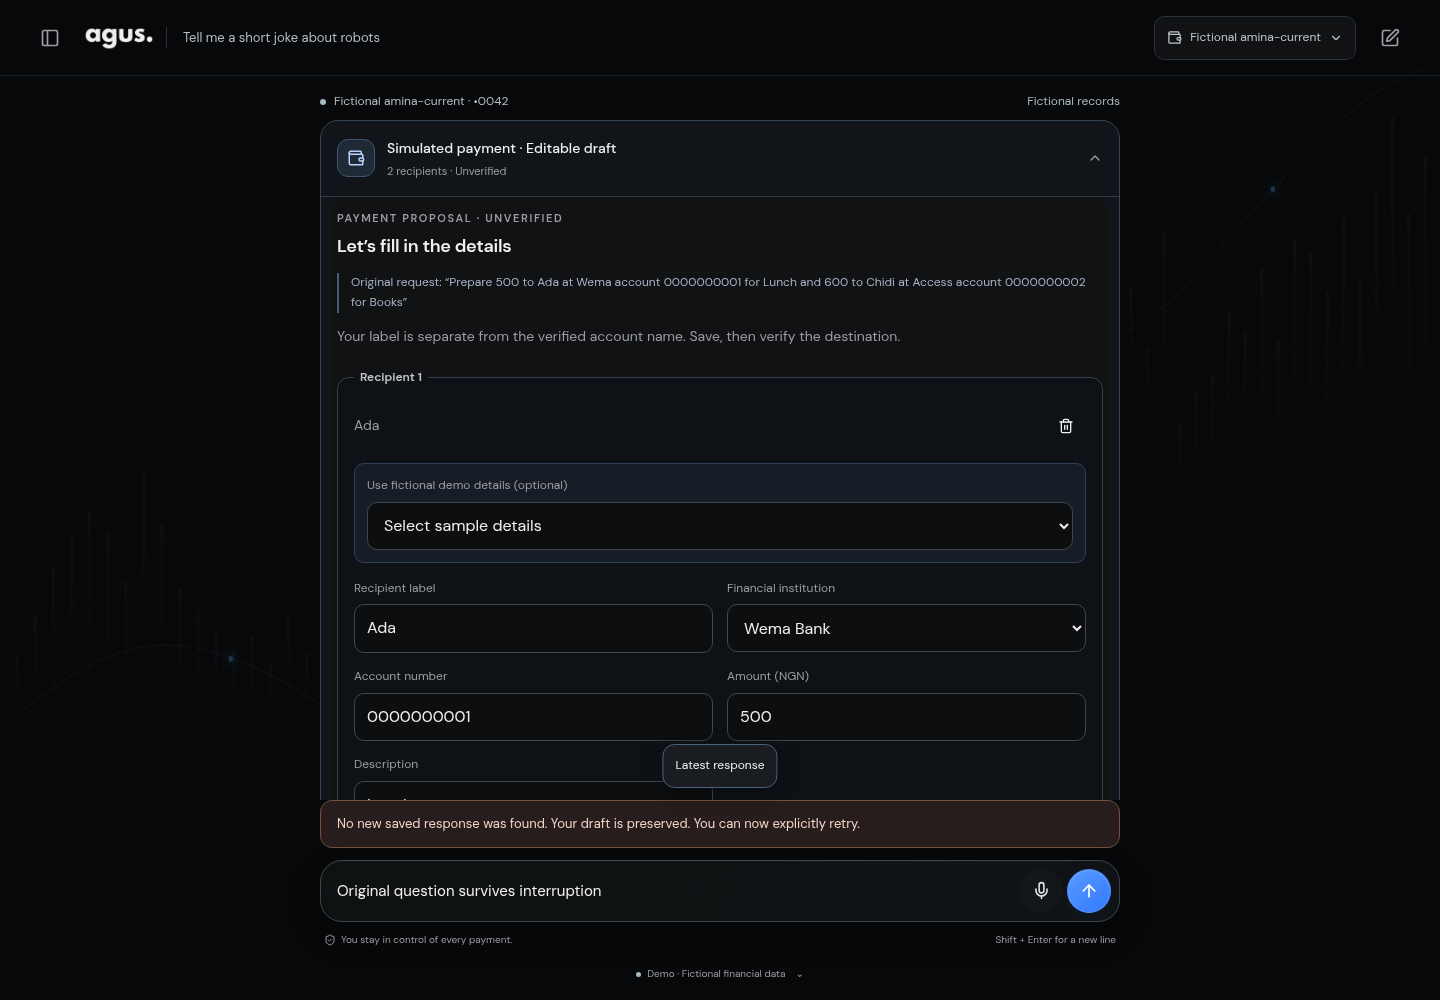 agus.
Tell me a short joke about robots
Fictional amina-current
Fictional amina-current · •0042
Fictional records
Simulated payment · Editable draft
2 recipients · Unverified
PAYMENT PROPOSAL · UNVERIFIED
Let’s fill in the details
Original request: “Prepare 500 to Ada at Wema account 0000000001 for Lunch and 600 to Chidi at Access account 0000000002
for Books”
Your label is separate from the verified account name. Save, then verify the destination.
Recipient 1
Ada
Use fictional demo details (optional)
Select sample details
Recipient label
Financial institution
Ada
Wema Bank
Account number
Amount (NGN)
0000000001
500
Description
Latest response
No new saved response was found. Your draft is preserved. You can now explicitly retry.
Original question survives interruption
You stay in control of every payment.
Shift + Enter for a new line
Demo · Fictional financial data